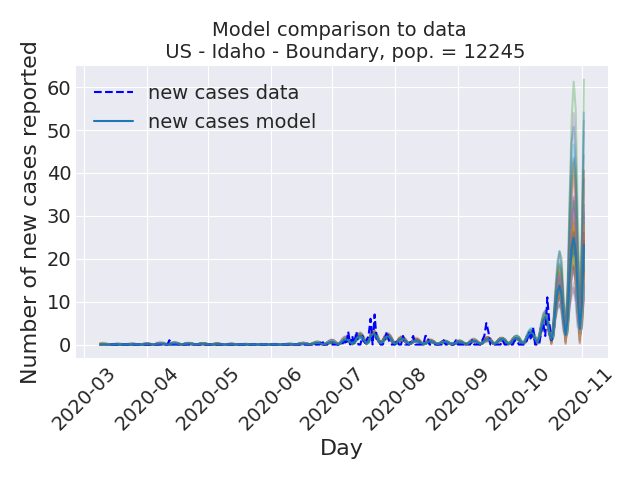 Model comparison to data
US - Idaho - Boundary, pop. = 12245
Number of new cases reported
60
50
40
30
20
10
0
new cases data
new cases model
2020-03
2020-04
2020-05
2020-06
2020-07
2020-08
2020-09
2020-10
2020-11
Day